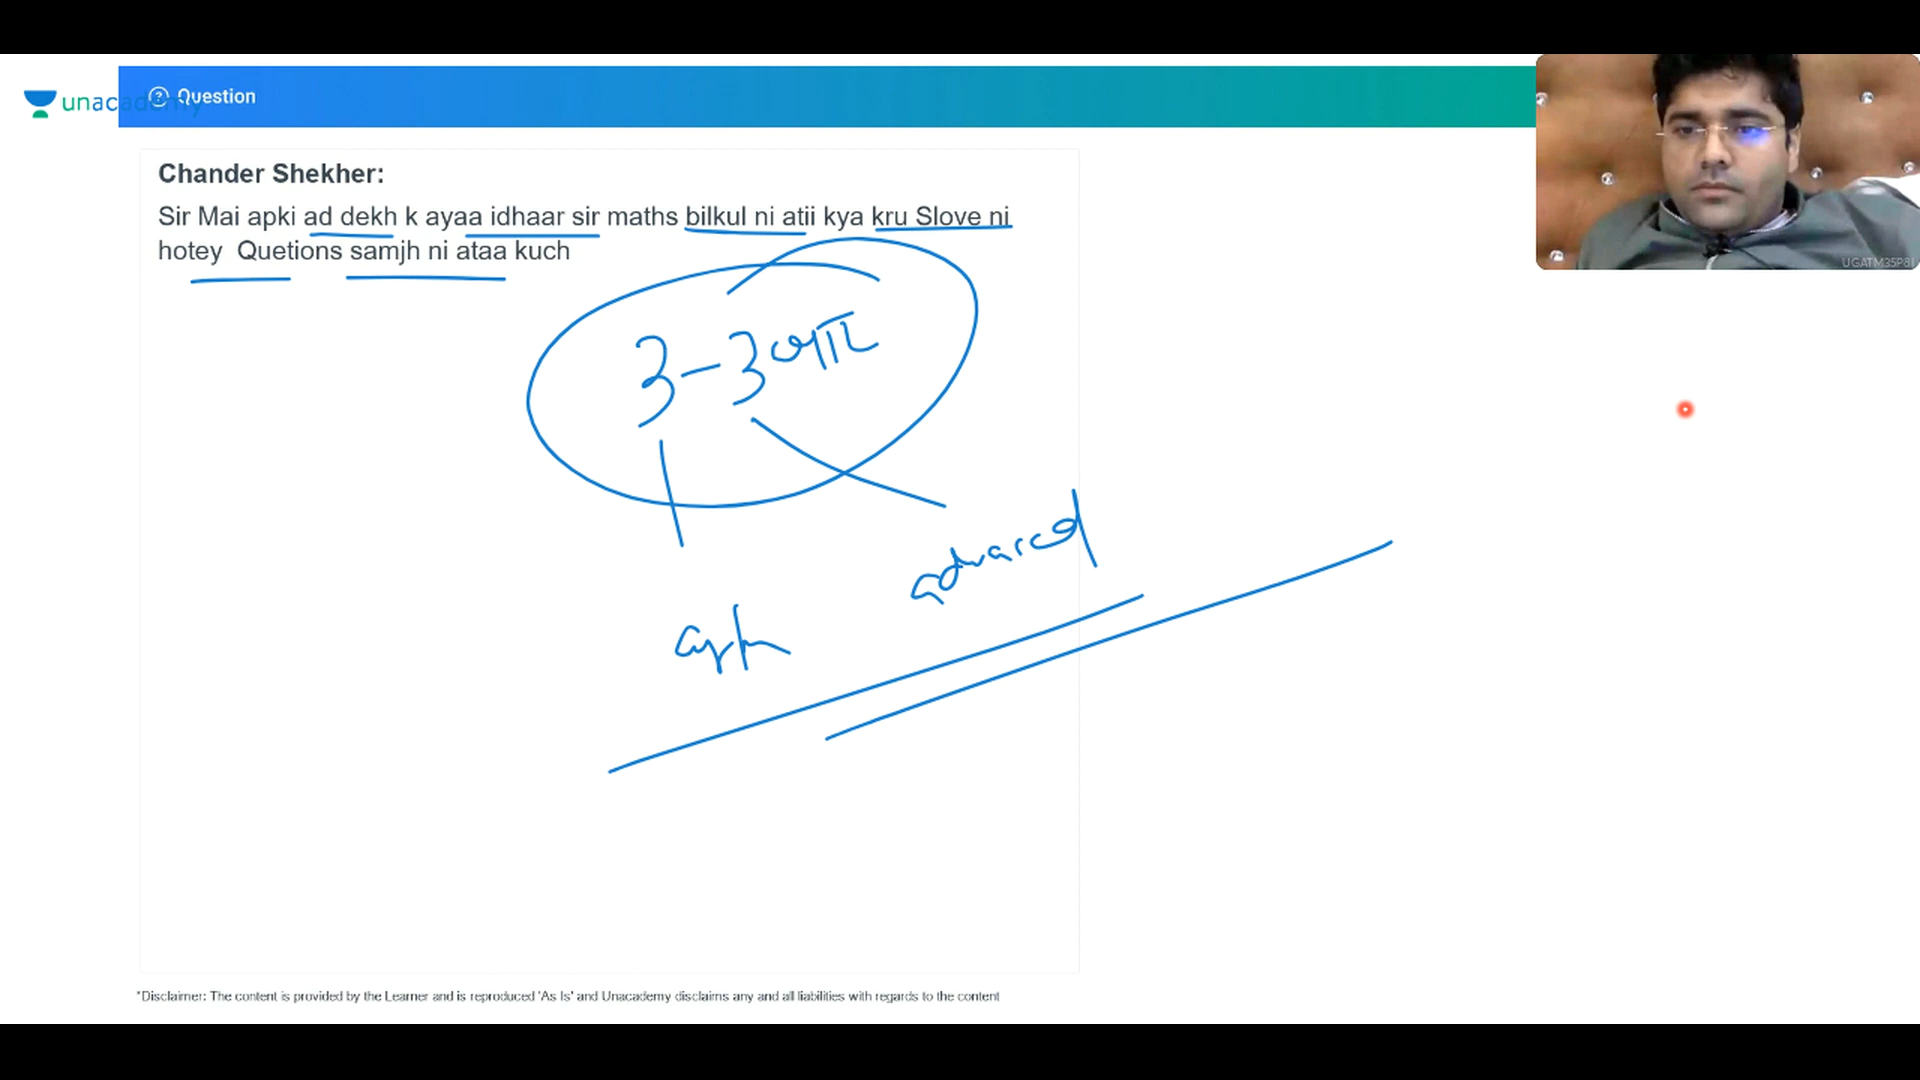 unacademy
Question
Chander Shekher:
Sir Mai apki ad dekh k ayaa idhaar sir maths bilkul ni atii kya kru Slove ni
hotey Quetions samjh ni ataa kuch
3-3
advanced
*Disclaimer: The content is provided by the Learner and is reproduced 'As Is' and Unacademy disclaims any and all liabilities with regards to the content
UGATM35P8I